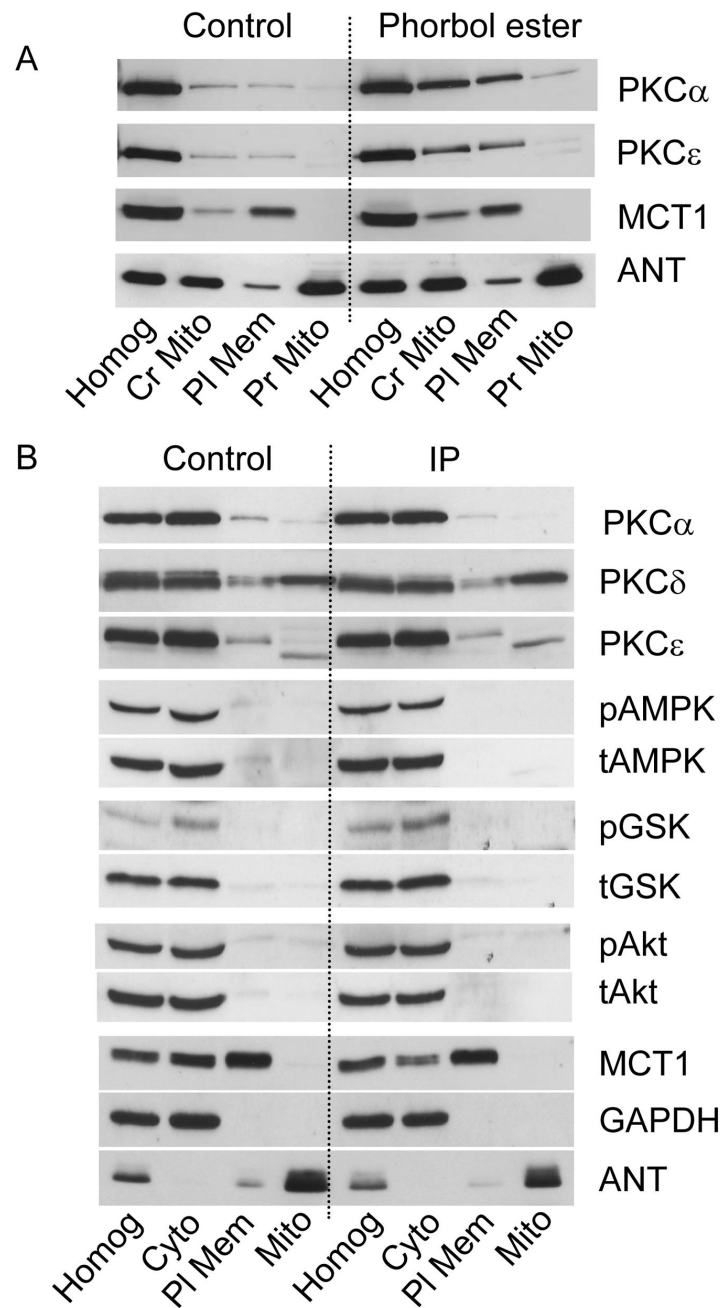 A
Control
Phorbol ester
PKCα
PKCε
MCT1
ANT
Homog
Cr Mito
Pl Mem
Pr Mito
Homog
Cr Mito
Pl Mem
Pr Mito
B
Control
IP
PKCα
PKCδ
PKCε
pAMPK
tAMPK
pGSK
tGSK
pAkt
tAkt
MCT1
GAPDH
ANT
Homog
Cyto
Pl Mem
Mito
Homog
Cyto
Pl Mem
Mito